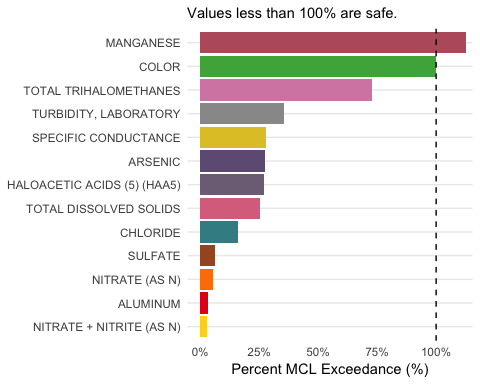 Values less than 100% are safe.
MANGANESE
COLOR
TOTAL TRIHALOMETHANES
TURBIDITY, LABORATORY
SPECIFIC CONDUCTANCE
ARSENIC
HALOACETIC ACIDS (5) (HAA5)
TOTAL DISSOLVED SOLIDS
CHLORIDE
SULFATE
NITRATE (AS N)
ALUMINUM
NITRATE + NITRITE (AS N)
0% 25% 50% 75% 100%
Percent MCL Exceedance (%)